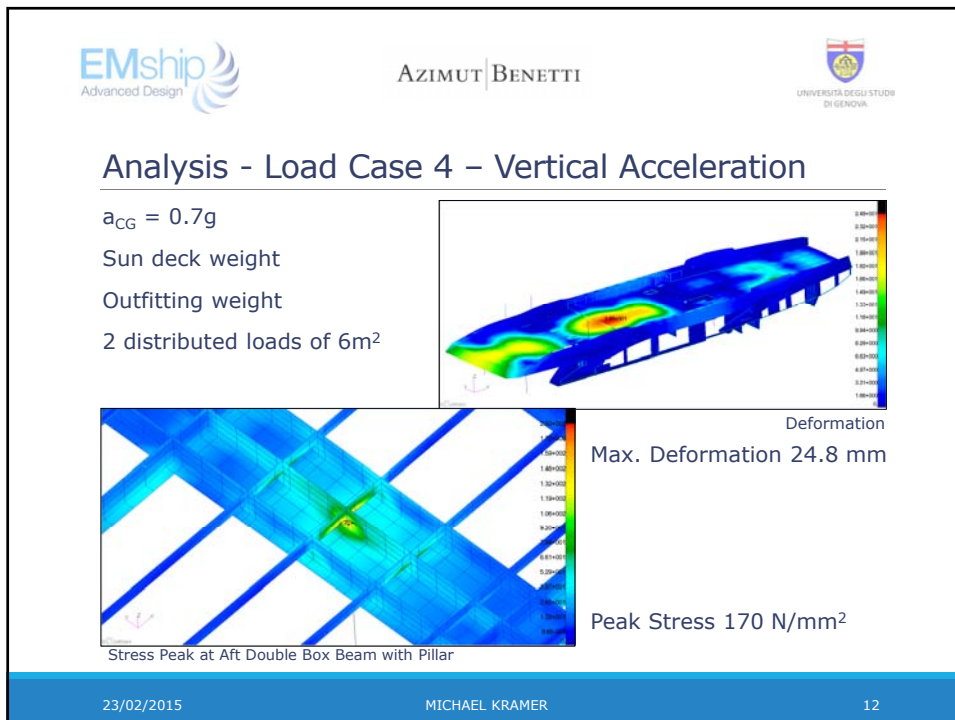 EMship
Advanced Design
AZIMUT BENETTI
UNIVERSITÀ DEGLI STUDI
DI GENOVA
Analysis - Load Case 4 – Vertical Acceleration
aCG = 0.7g
Sun deck weight
Outfitting weight
2 distributed loads of 6m²
Deformation
Max. Deformation 24.8 mm
Peak Stress 170 N/mm²
Stress Peak at Aft Double Box Beam with Pillar
23/02/2015 MICHAEL KRAMER 12